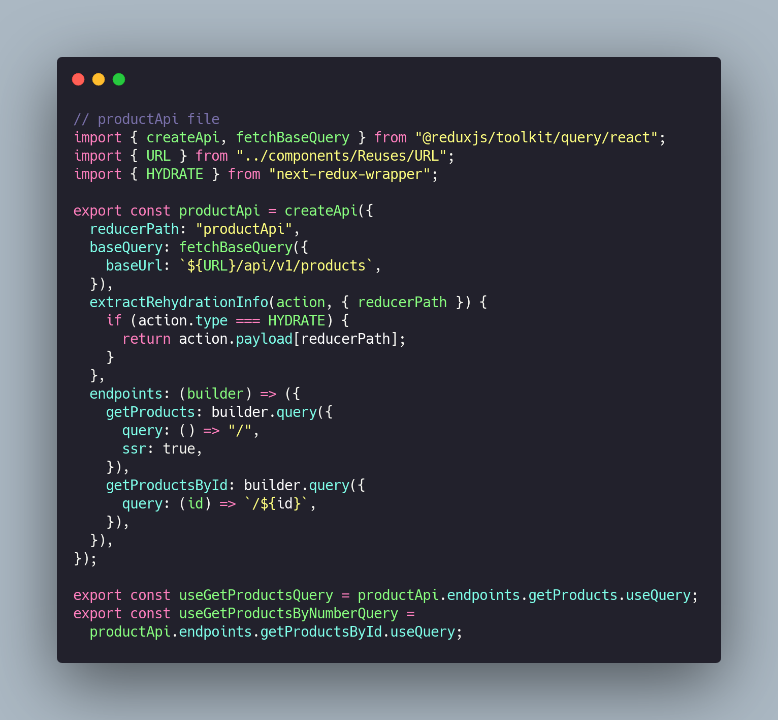 // productApi file
import { createApi, fetchBaseQuery } from "@reduxjs/toolkit/query/react";
import { URL } from "../components/Reuses/URL";
import { HYDRATE } from "next-redux-wrapper";

export const productApi = createApi({
  reducerPath: "productApi",
  baseQuery: fetchBaseQuery({
    baseUrl: `${URL}/api/v1/products`,
  }),
  extractRehydrationInfo(action, { reducerPath }) {
    if (action.type === HYDRATE) {
      return action.payload[reducerPath];
    }
  },
  endpoints: (builder) => ({
    getProducts: builder.query({
      query: () => "/",
      ssr: true,
    }),
    getProductsById: builder.query({
      query: (id) => `/${id}`,
    }),
  }),
});

export const useGetProductsQuery = productApi.endpoints.getProducts.useQuery;
export const useGetProductsByNumberQuery =
  productApi.endpoints.getProductsById.useQuery;